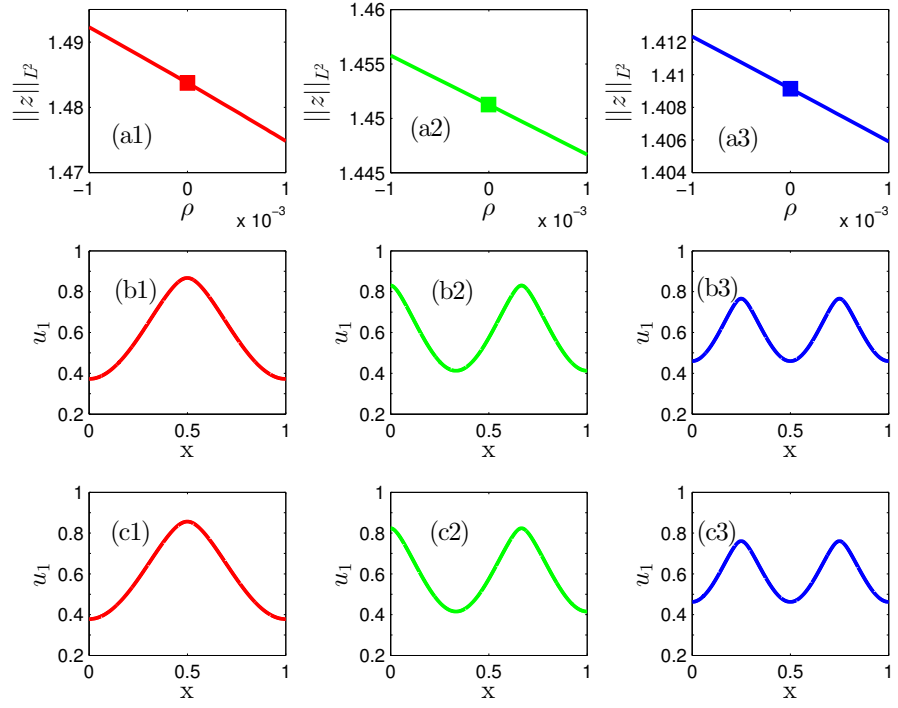 1.49
1.48
1.47
||z||_{L^2}
(a1)
−1 0 1
ρ
x 10^{−3}
1.46
1.455
1.45
1.445
||z||_{L^2}
(a2)
−1 0 1
ρ
x 10^{−3}
1.412
1.41
1.408
1.406
1.404
||z||_{L^2}
(a3)
−1 0 1
ρ
x 10^{−3}
1
0.8
0.6
0.4
0.2
u_1
(b1)
0 0.5 1
x
1
0.8
0.6
0.4
0.2
u_1
(b2)
0 0.5 1
x
1
0.8
0.6
0.4
0.2
u_1
(b3)
0 0.5 1
x
1
0.8
0.6
0.4
0.2
u_1
(c1)
0 0.5 1
x
1
0.8
0.6
0.4
0.2
u_1
(c2)
0 0.5 1
x
1
0.8
0.6
0.4
0.2
u_1
(c3)
0 0.5 1
x